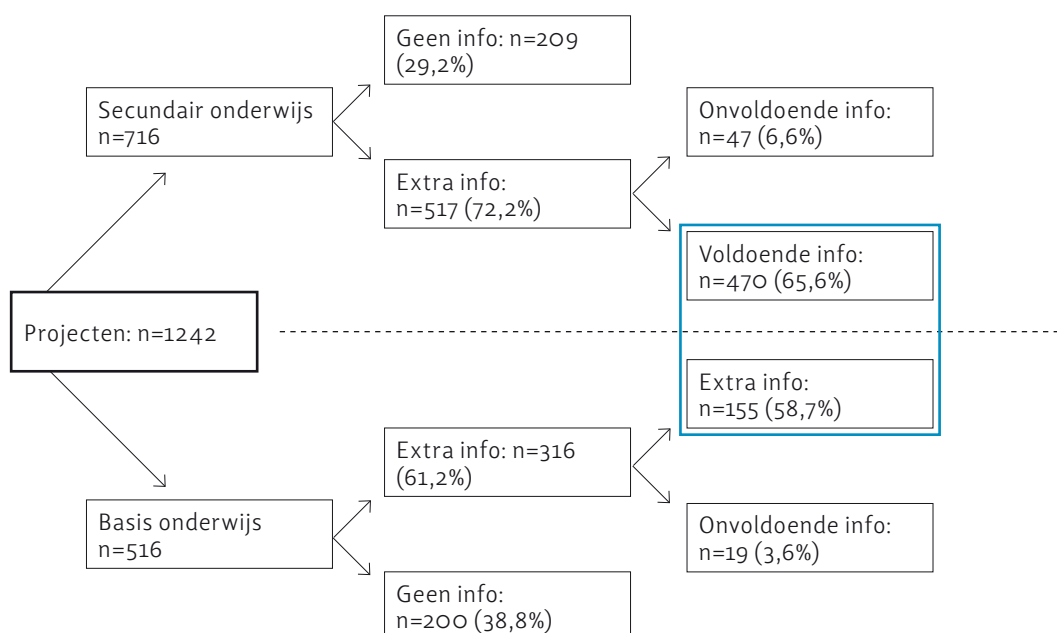 Geen info: n=209
(29,2%)
Secundair onderwijs
n=716
Onvoldoende info:
n=47 (6,6%)
Extra info:
n=517 (72,2%)
Voldoende info:
n=470 (65,6%)
Projecten: n=1242
Extra info:
n=155 (58,7%)
Extra info: n=316
(61,2%)
Basis onderwijs
n=516
Onvoldoende info:
n=19 (3,6%)
Geen info:
n=200 (38,8%)